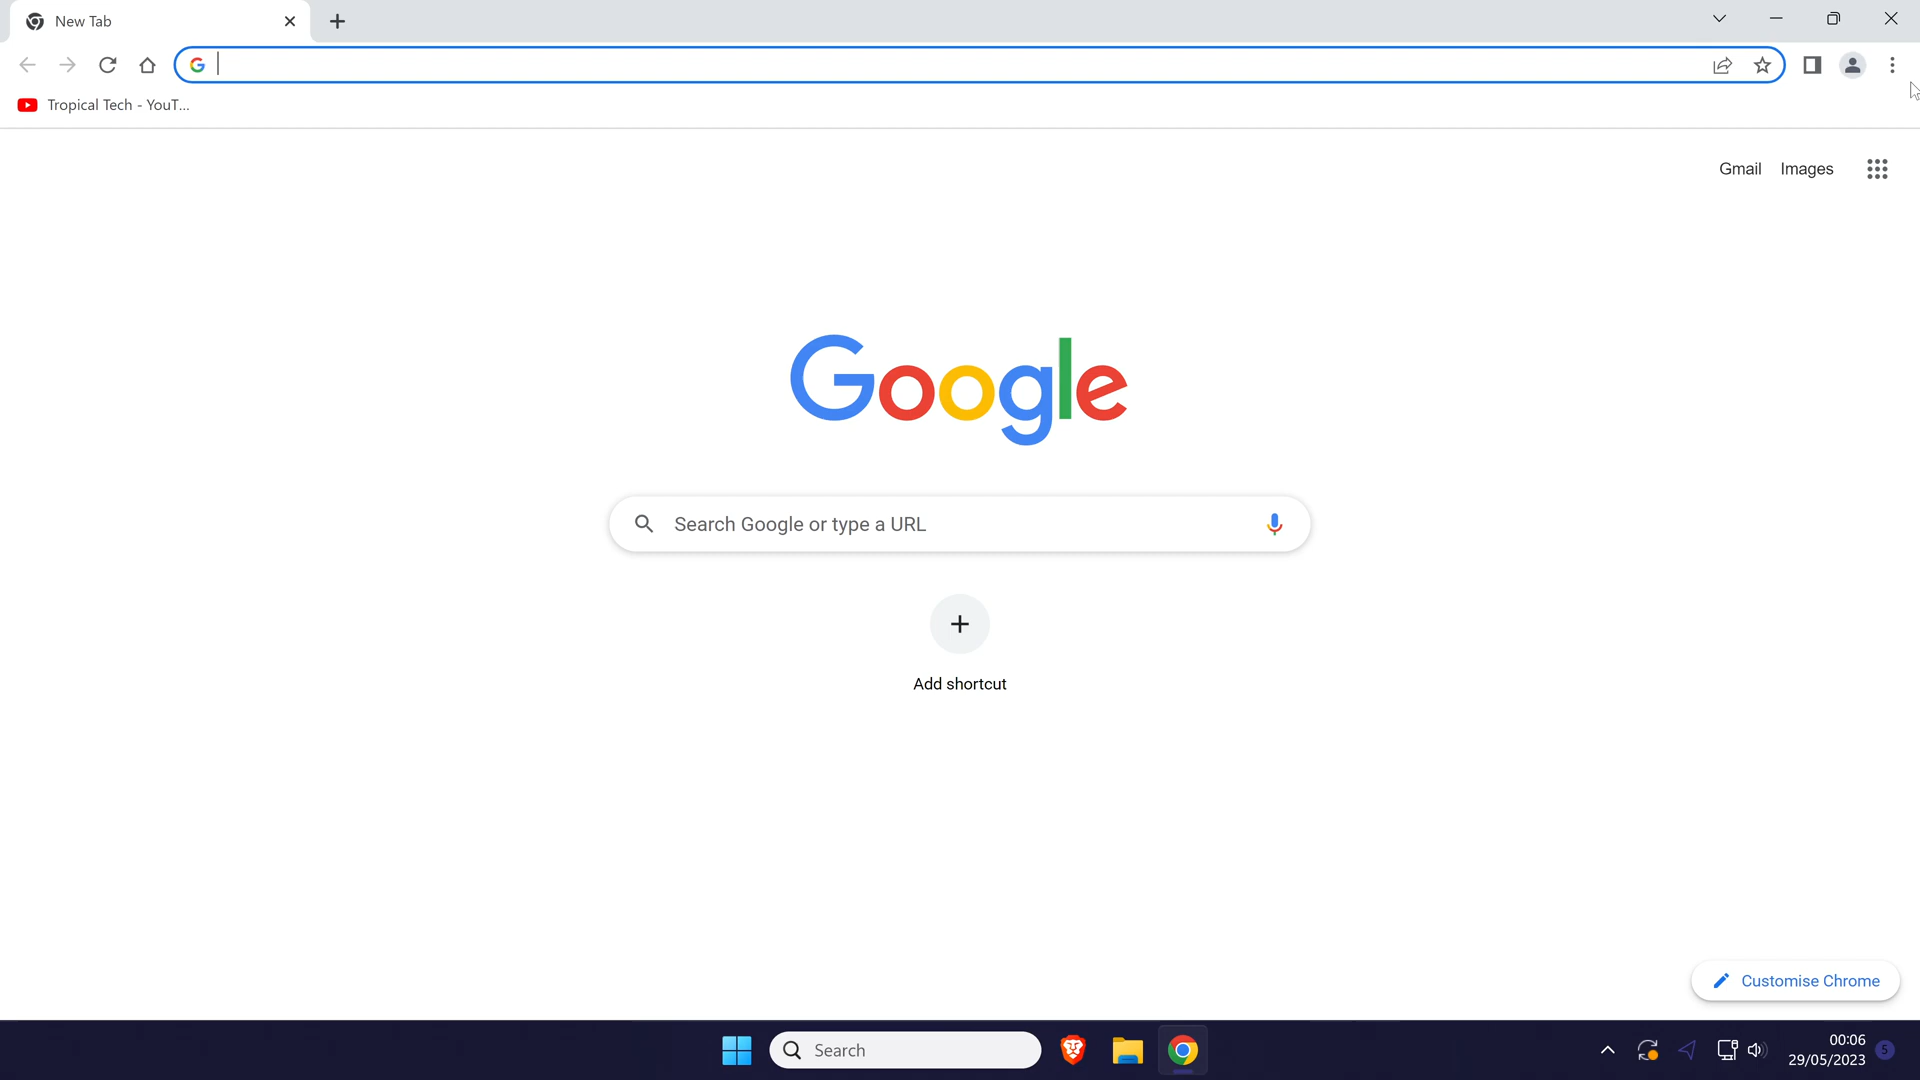 New Tab
Tropical Tech - YouT...
Gmail Images
Google
Search Google or type a URL
Add shortcut
Customise Chrome
Search
00:06
29/05/2023
5